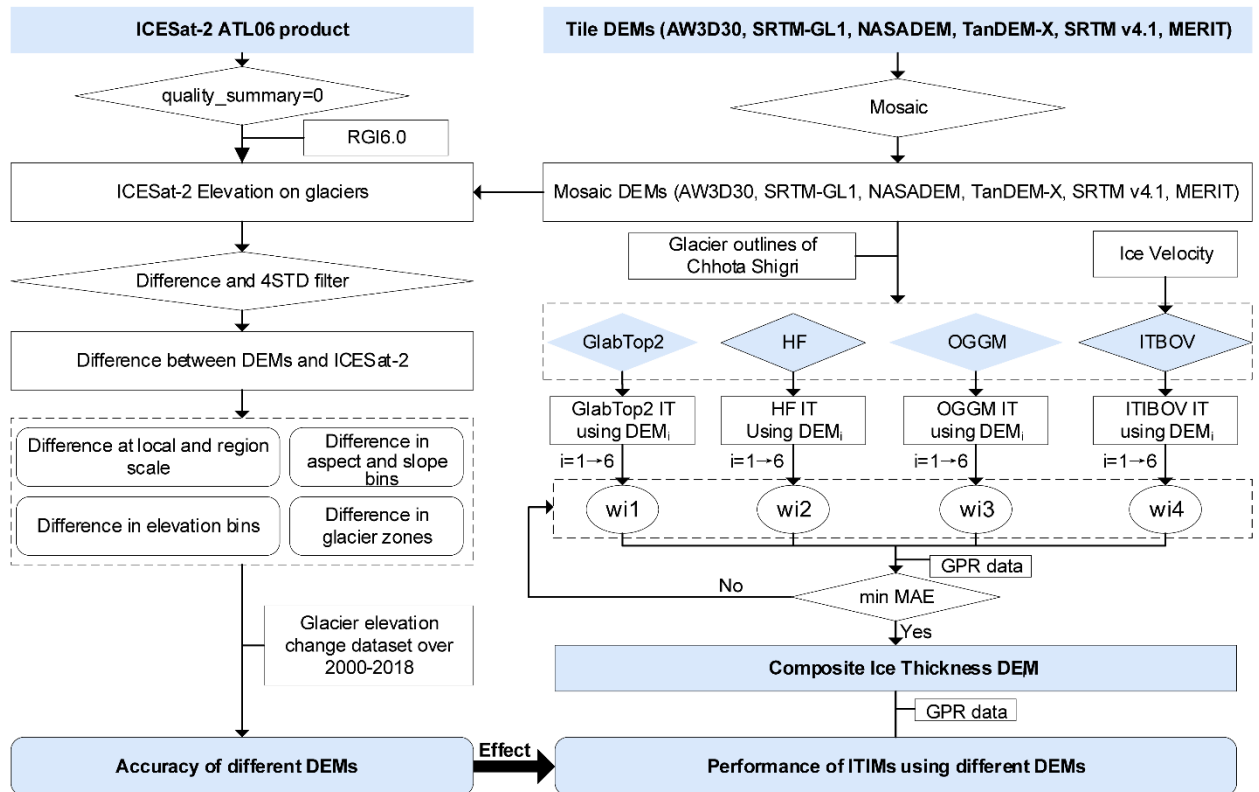 ICESat-2 ATL06 product
quality_summary=0
RGI6.0
ICESat-2 Elevation on glaciers
Difference and 4STD filter
Difference between DEMs and ICESat-2
Difference at local and region
scale
Difference in
aspect and slope
bins
Difference in elevation bins
Difference in
glacier zones
Glacier elevation
change dataset over
2000-2018
Accuracy of different DEMs
Effect
Tile DEMs (AW3D30, SRTM-GL1, NASADEM, TanDEM-X, SRTM v4.1, MERIT)
Mosaic
Mosaic DEMs (AW3D30, SRTM-GL1, NASADEM, TanDEM-X, SRTM v4.1, MERIT)
Glacier outlines of
Chhota Shigri
Ice Velocity
GlabTop2
HF
OGGM
ITBOV
GlabTop2 IT
using DEMi
HF IT
Using DEMi
OGGM IT
using DEMi
ITIBOV IT
using DEMi
i=1→6
i=1→6
i=1→6
i=1→6
wi1
wi2
wi3
wi4
GPR data
No
min MAE
Yes
Composite Ice Thickness DEMi
GPR data
Performance of ITIMs using different DEMs